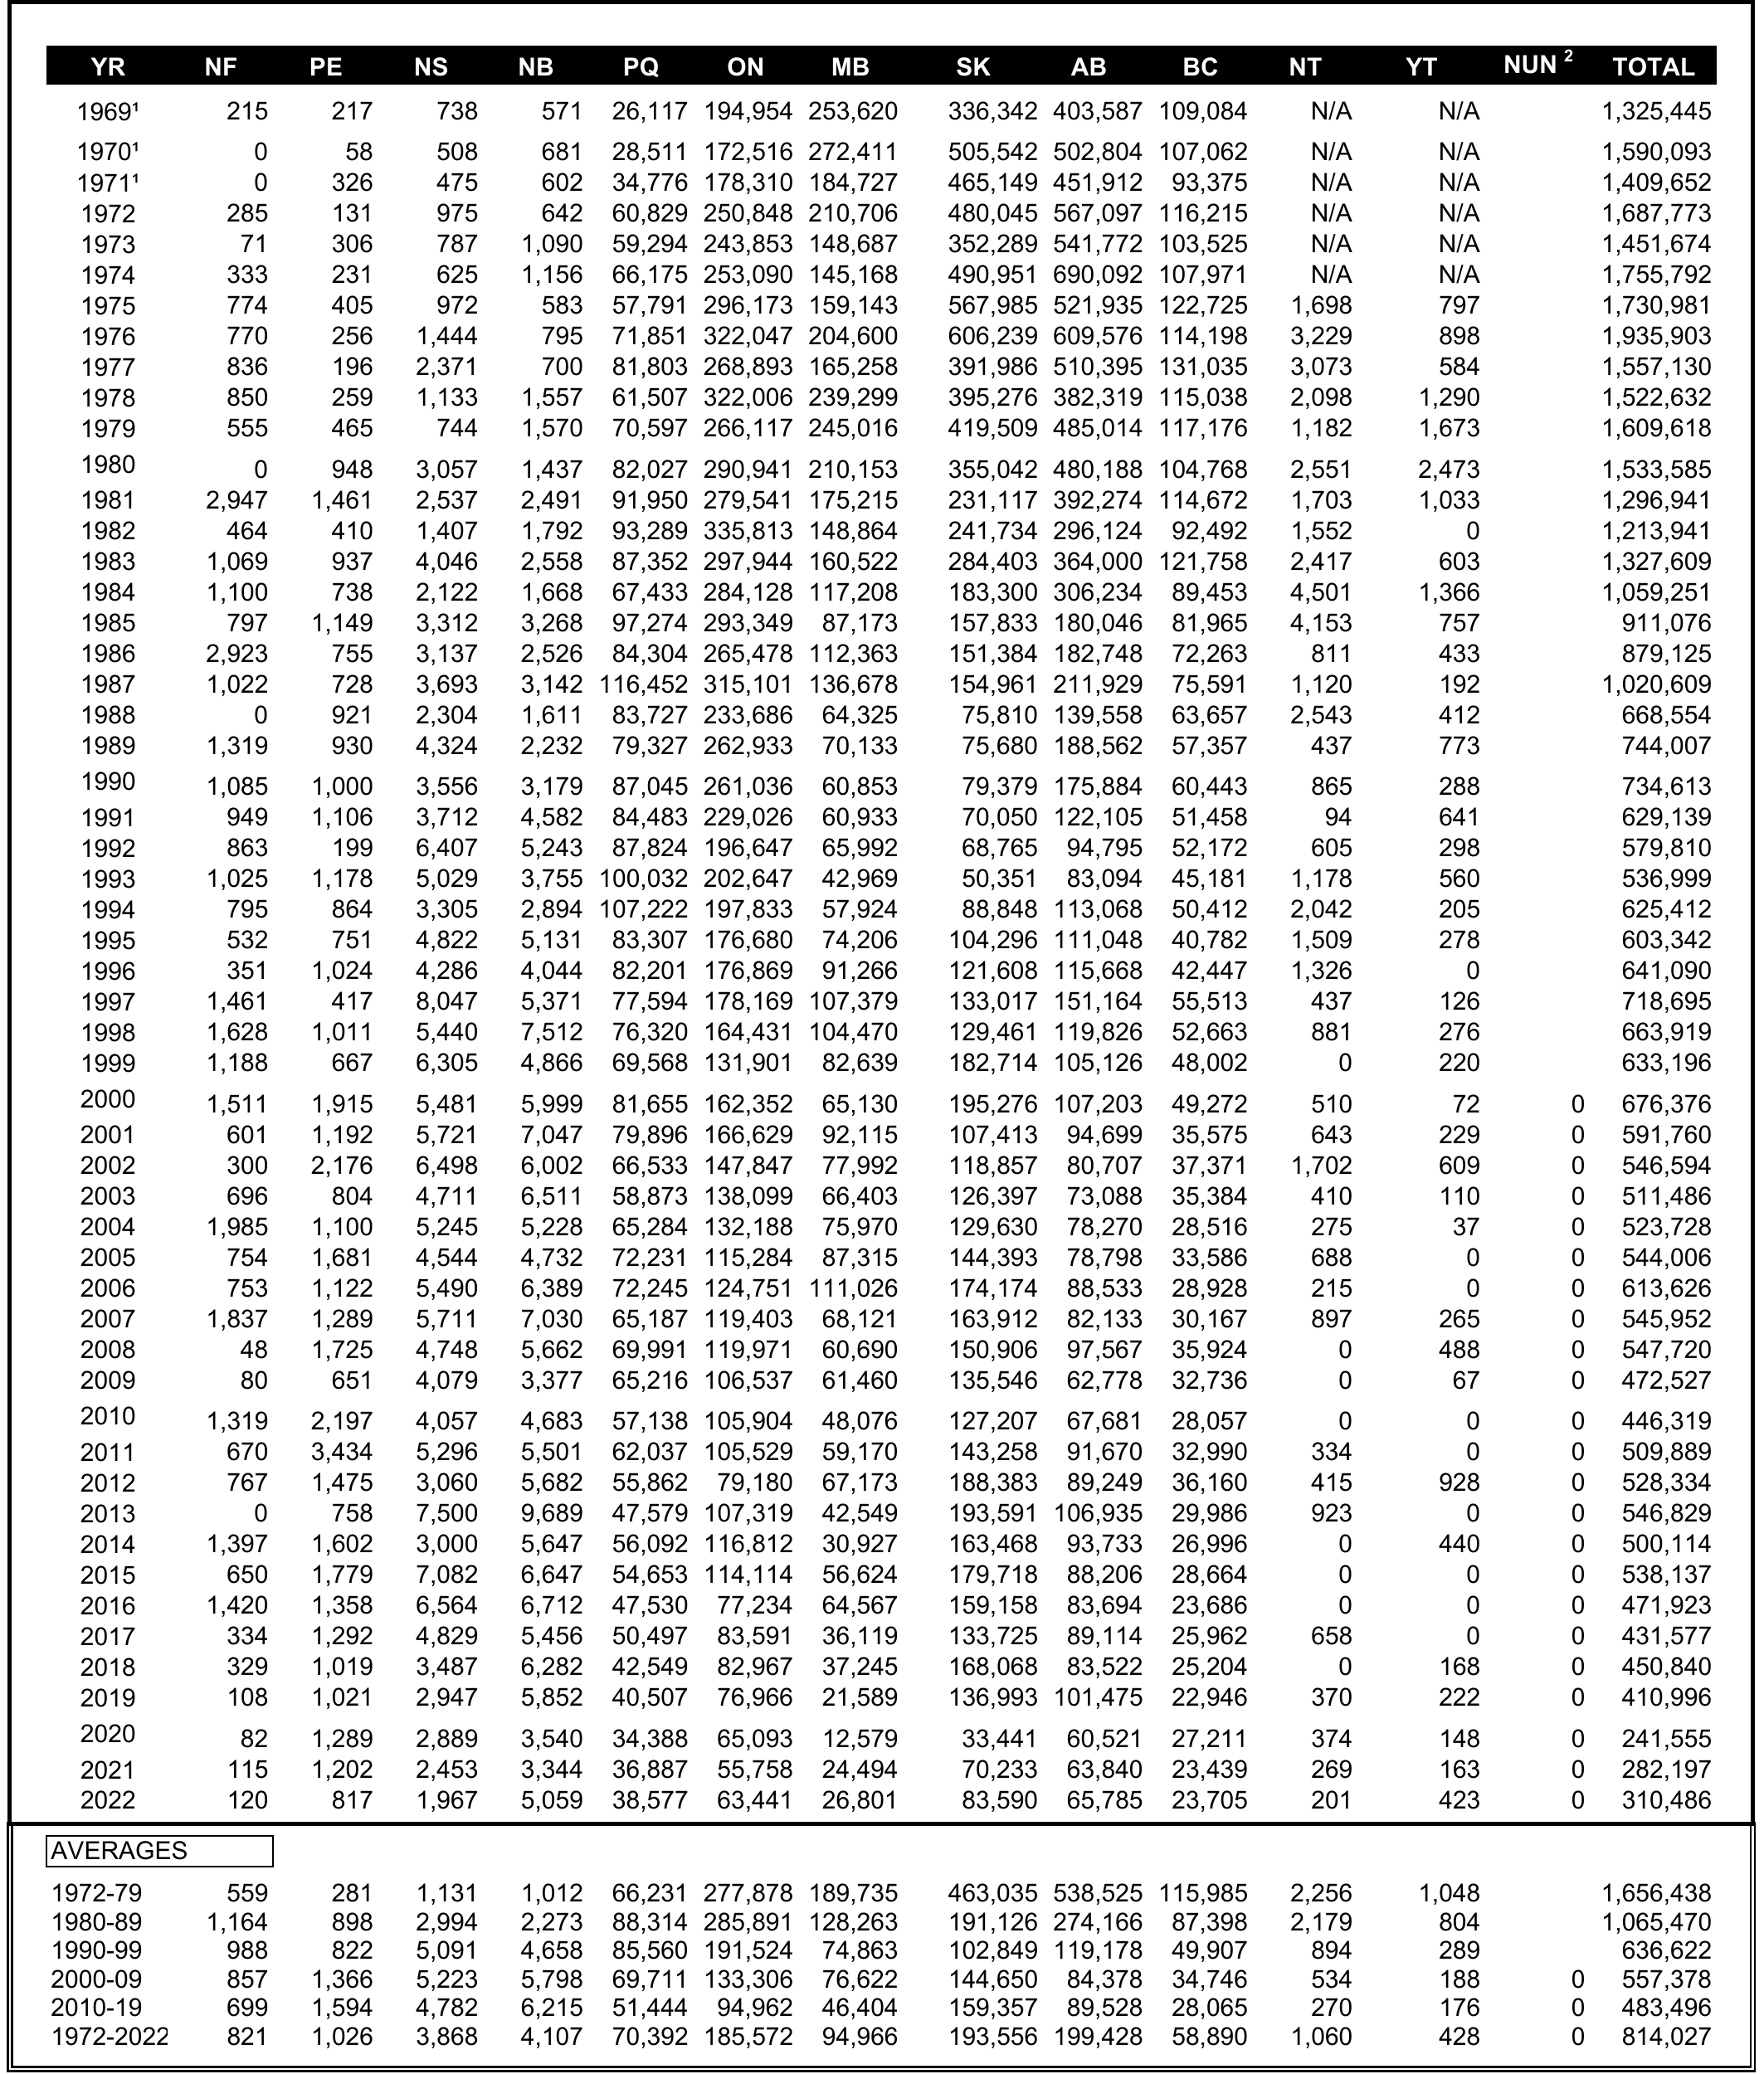 YR NF PE NS NB PQ ON MB SK AB BC NT YT NUN ² TOTAL
1969¹ 215 217 738 571 26,117 194,954 253,620 336,342 403,587 109,084 N/A N/A 1,325,445
1970¹ 0 58 508 681 28,511 172,516 272,411 505,542 502,804 107,062 N/A N/A 1,590,093
1971¹ 0 326 475 602 34,776 178,310 184,727 465,149 451,912 93,375 N/A N/A 1,409,652
1972 285 131 975 642 60,829 250,848 210,706 480,045 567,097 116,215 N/A N/A 1,687,773
1973 71 306 787 1,090 59,294 243,853 148,687 352,289 541,772 103,525 N/A N/A 1,451,674
1974 333 231 625 1,156 66,175 253,090 145,168 490,951 690,092 107,971 N/A N/A 1,755,792
1975 774 405 972 583 57,791 296,173 159,143 567,985 521,935 122,725 1,698 797 1,730,981
1976 770 256 1,444 795 71,851 322,047 204,600 606,239 609,576 114,198 3,229 898 1,935,903
1977 836 196 2,371 700 81,803 268,893 165,258 391,986 510,395 131,035 3,073 584 1,557,130
1978 850 259 1,133 1,557 61,507 322,006 239,299 395,276 382,319 115,038 2,098 1,290 1,522,632
1979 555 465 744 1,570 70,597 266,117 245,016 419,509 485,014 117,176 1,182 1,673 1,609,618
1980 0 948 3,057 1,437 82,027 290,941 210,153 355,042 480,188 104,768 2,551 2,473 1,533,585
1981 2,947 1,461 2,537 2,491 91,950 279,541 175,215 231,117 392,274 114,672 1,703 1,033 1,296,941
1982 464 410 1,407 1,792 93,289 335,813 148,864 241,734 296,124 92,492 1,552 0 1,213,941
1983 1,069 937 4,046 2,558 87,352 297,944 160,522 284,403 364,000 121,758 2,417 603 1,327,609
1984 1,100 738 2,122 1,668 67,433 284,128 117,208 183,300 306,234 89,453 4,501 1,366 1,059,251
1985 797 1,149 3,312 3,268 97,274 293,349 87,173 157,833 180,046 81,965 4,153 757 911,076
1986 2,923 755 3,137 2,526 84,304 265,478 112,363 151,384 182,748 72,263 811 433 879,125
1987 1,022 728 3,693 3,142 116,452 315,101 136,678 154,961 211,929 75,591 1,120 192 1,020,609
1988 0 921 2,304 1,611 83,727 233,686 64,325 75,810 139,558 63,657 2,543 412 668,554
1989 1,319 930 4,324 2,232 79,327 262,933 70,133 75,680 188,562 57,357 437 773 744,007
1990 1,085 1,000 3,556 3,179 87,045 261,036 60,853 79,379 175,884 60,443 865 288 734,613
1991 949 1,106 3,712 4,582 84,483 229,026 60,933 70,050 122,105 51,458 94 641 629,139
1992 863 199 6,407 5,243 87,824 196,647 65,992 68,765 94,795 52,172 605 298 579,810
1993 1,025 1,178 5,029 3,755 100,032 202,647 42,969 50,351 83,094 45,181 1,178 560 536,999
1994 795 864 3,305 2,894 107,222 197,833 57,924 88,848 113,068 50,412 2,042 205 625,412
1995 532 751 4,822 5,131 83,307 176,680 74,206 104,296 111,048 40,782 1,509 278 603,342
1996 351 1,024 4,286 4,044 82,201 176,869 91,266 121,608 115,668 42,447 1,326 0 641,090
1997 1,461 417 8,047 5,371 77,594 178,169 107,379 133,017 151,164 55,513 437 126 718,695
1998 1,628 1,011 5,440 7,512 76,320 164,431 104,470 129,461 119,826 52,663 881 276 663,919
1999 1,188 667 6,305 4,866 69,568 131,901 82,639 182,714 105,126 48,002 0 220 633,196
2000 1,511 1,915 5,481 5,999 81,655 162,352 65,130 195,276 107,203 49,272 510 72 0 676,376
2001 601 1,192 5,721 7,047 79,896 166,629 92,115 107,413 94,699 35,575 643 229 0 591,760
2002 300 2,176 6,498 6,002 66,533 147,847 77,992 118,857 80,707 37,371 1,702 609 0 546,594
2003 696 804 4,711 6,511 58,873 138,099 66,403 126,397 73,088 35,384 410 110 0 511,486
2004 1,985 1,100 5,245 5,228 65,284 132,188 75,970 129,630 78,270 28,516 275 37 0 523,728
2005 754 1,681 4,544 4,732 72,231 115,284 87,315 144,393 78,798 33,586 688 0 0 544,006
2006 753 1,122 5,490 6,389 72,245 124,751 111,026 174,174 88,533 28,928 215 0 0 613,626
2007 1,837 1,289 5,711 7,030 65,187 119,403 68,121 163,912 82,133 30,167 897 265 0 545,952
2008 48 1,725 4,748 5,662 69,991 119,971 60,690 150,906 97,567 35,924 0 488 0 547,720
2009 80 651 4,079 3,377 65,216 106,537 61,460 135,546 62,778 32,736 0 67 0 472,527
2010 1,319 2,197 4,057 4,683 57,138 105,904 48,076 127,207 67,681 28,057 0 0 0 446,319
2011 670 3,434 5,296 5,501 62,037 105,529 59,170 143,258 91,670 32,990 334 0 0 509,889
2012 767 1,475 3,060 5,682 55,862 79,180 67,173 188,383 89,249 36,160 415 928 0 528,334
2013 0 758 7,500 9,689 47,579 107,319 42,549 193,591 106,935 29,986 923 0 0 546,829
2014 1,397 1,602 3,000 5,647 56,092 116,812 30,927 163,468 93,733 26,996 0 440 0 500,114
2015 650 1,779 7,082 6,647 54,653 114,114 56,624 179,718 88,206 28,664 0 0 0 538,137
2016 1,420 1,358 6,564 6,712 47,530 77,234 64,567 159,158 83,694 23,686 0 0 0 471,923
2017 334 1,292 4,829 5,456 50,497 83,591 36,119 133,725 89,114 25,962 658 0 0 431,577
2018 329 1,019 3,487 6,282 42,549 82,967 37,245 168,068 83,522 25,204 0 168 0 450,840
2019 108 1,021 2,947 5,852 40,507 76,966 21,589 136,993 101,475 22,946 370 222 0 410,996
2020 82 1,289 2,889 3,540 34,388 65,093 12,579 33,441 60,521 27,211 374 148 0 241,555
2021 115 1,202 2,453 3,344 36,887 55,758 24,494 70,233 63,840 23,439 269 163 0 282,197
2022 120 817 1,967 5,059 38,577 63,441 26,801 83,590 65,785 23,705 201 423 0 310,486
AVERAGES
1972-79 559 281 1,131 1,012 66,231 277,878 189,735 463,035 538,525 115,985 2,256 1,048 1,656,438
1980-89 1,164 898 2,994 2,273 88,314 285,891 128,263 191,126 274,166 87,398 2,179 804 1,065,470
1990-99 988 822 5,091 4,658 85,560 191,524 74,863 102,849 119,178 49,907 894 289 636,622
2000-09 857 1,366 5,223 5,798 69,711 133,306 76,622 144,650 84,378 34,746 534 188 0 557,378
2010-19 699 1,594 4,782 6,215 51,444 94,962 46,404 159,357 89,528 28,065 270 176 0 483,496
1972-2022 821 1,026 3,868 4,107 70,392 185,572 94,966 193,556 199,428 58,890 1,060 428 0 814,027